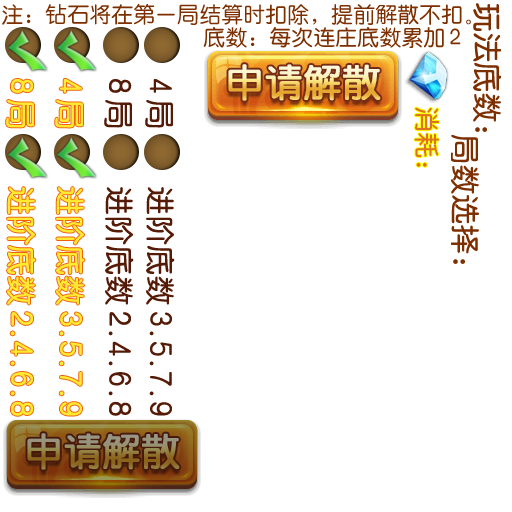 注：钻石将在第一局结算时扣除，提前解散不扣。
底数：每次连庄底数累加2
申请解散
消耗：
玩法底数：
局数选择：
8局
4局
8局
4局
进阶底数2.4.6.8
进阶底数3.5.7.9
进阶底数2.4.6.8
进阶底数3.5.7.9
申请解散